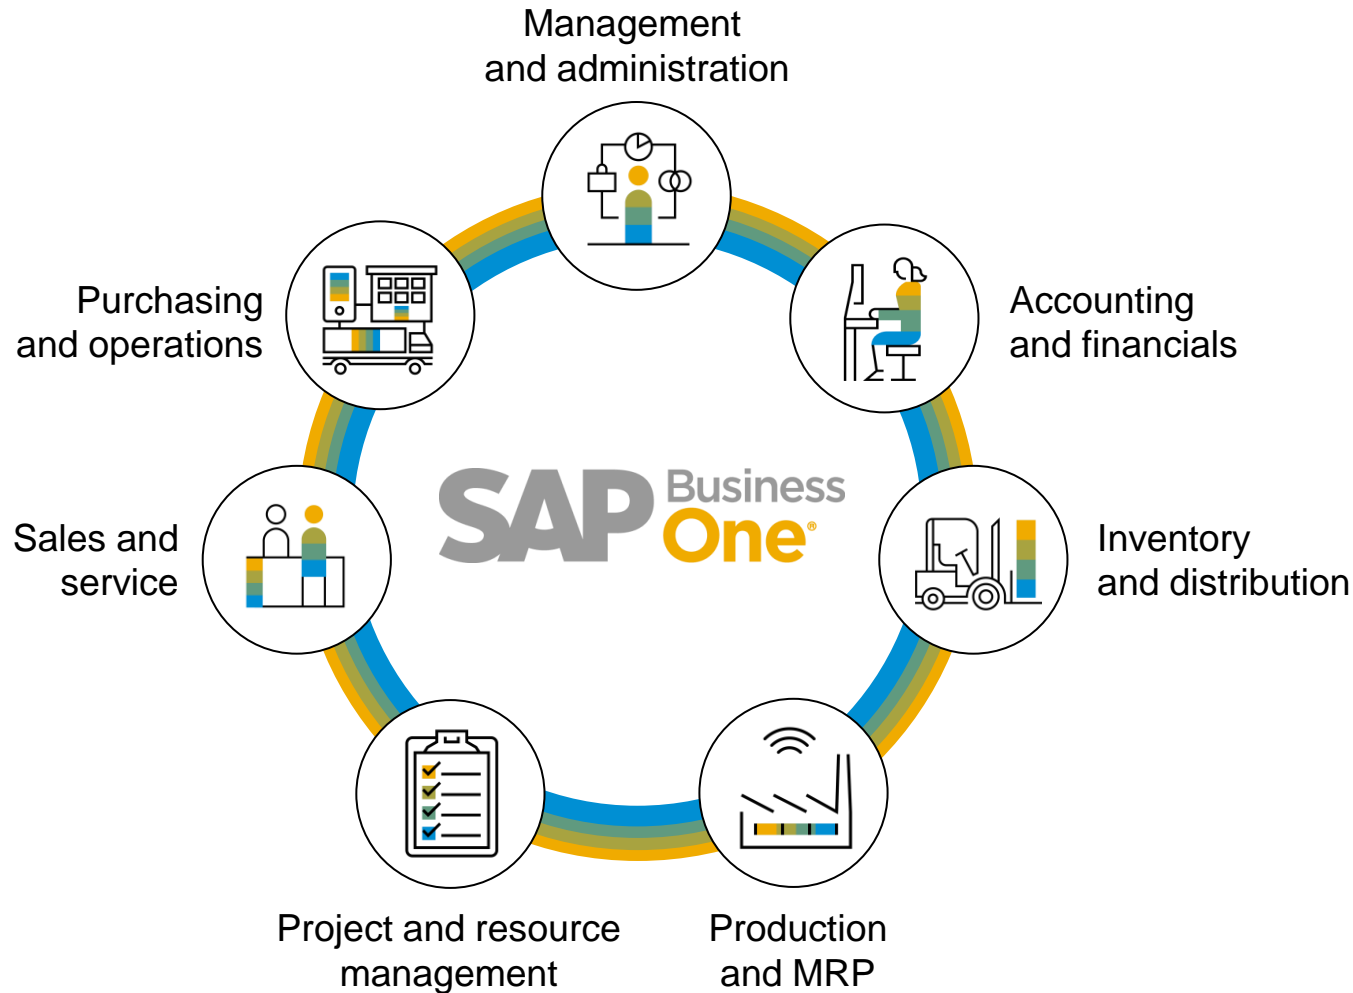 Management
and administration
Purchasing
and operations
Accounting
and financials
SAP Business
One®
Sales and
service
Inventory
and distribution
Project and resource
management
Production
and MRP